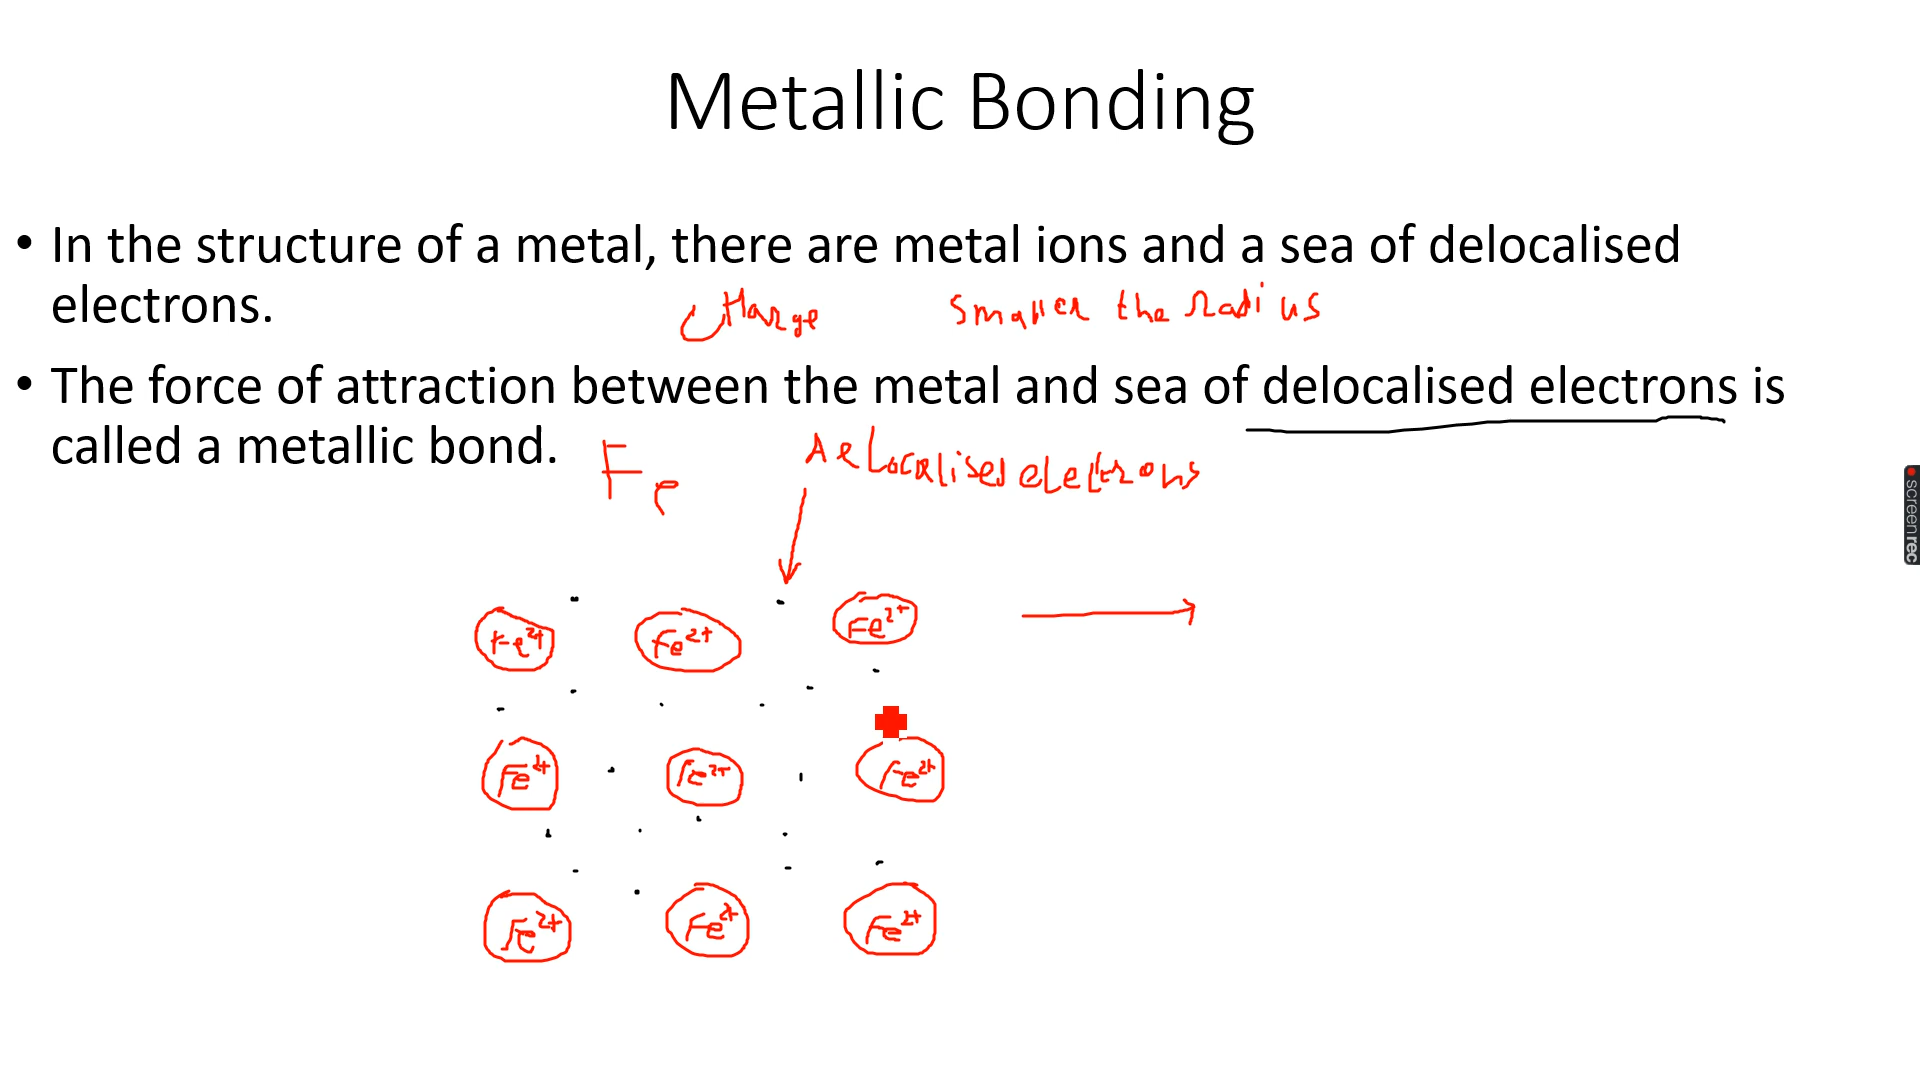 Metallic Bonding
• In the structure of a metal, there are metal ions and a sea of delocalised
electrons.
Charge smaller the radius
• The force of attraction between the metal and sea of delocalised electrons is
called a metallic bond.
Fe delocalised electrons
Fe²⁺ Fe²⁺ Fe²⁺
Fe²⁺ Fe²⁺ Fe²⁺
Fe²⁺ Fe²⁺ Fe²⁺
screenrec